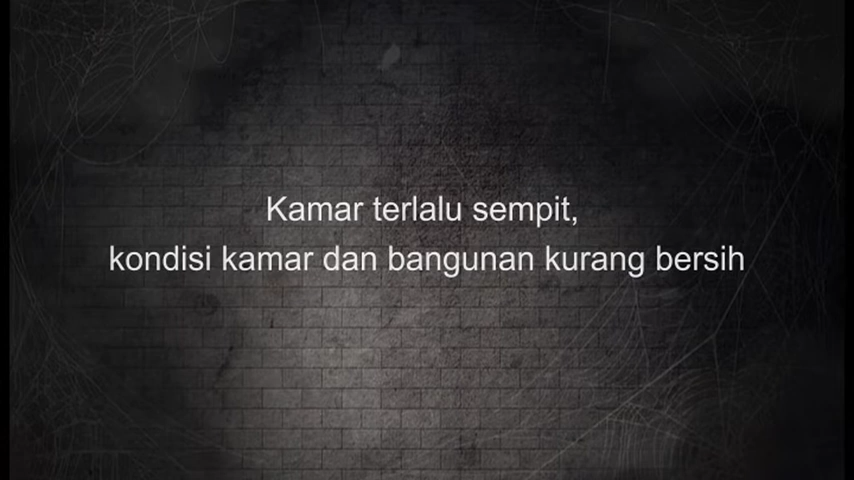 Kamar terlalu sempit,
kondisi kamar dan bangunan kurang bersih